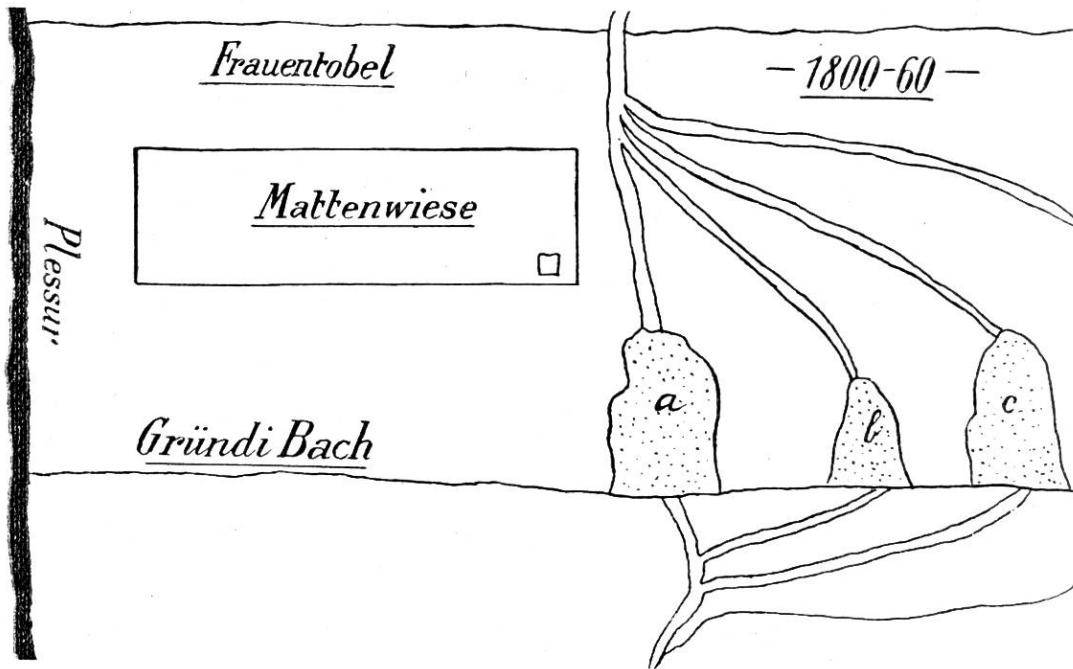 Frauentobel
— 1800-60 —
Mattenwiese
Plessur
a
b
c
Gründi Bach